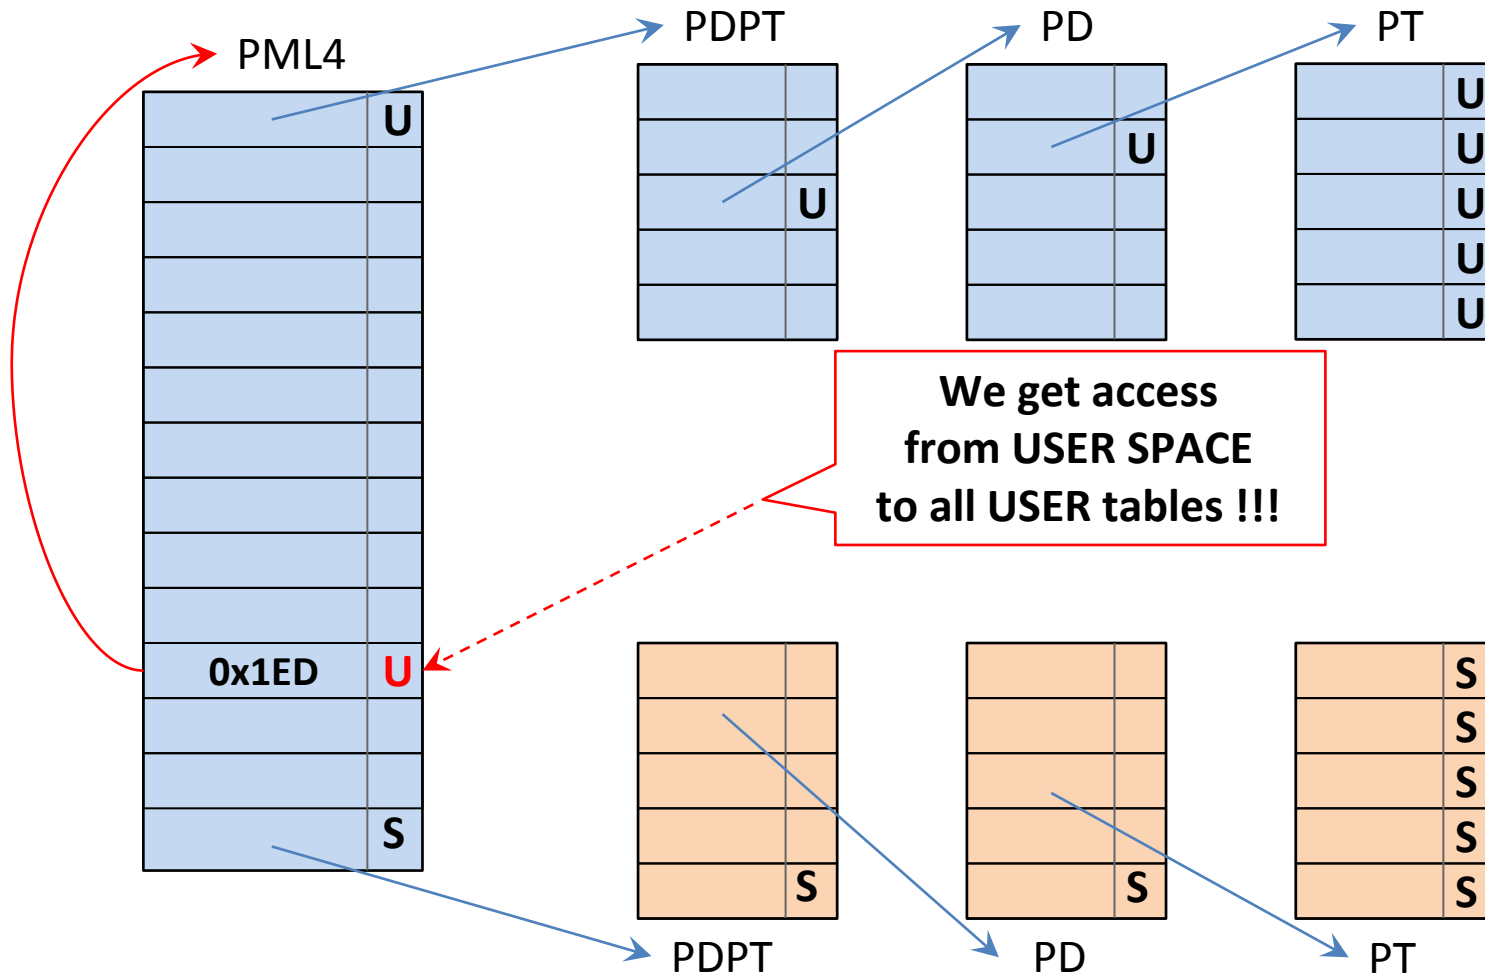 PML4
PDPT
PD
PT
U
U
U
U
U
U
U
U
We get access
from USER SPACE
to all USER tables !!!
0x1ED U
S
S
S
S
S
S
S
S
PDPT
PD
PT